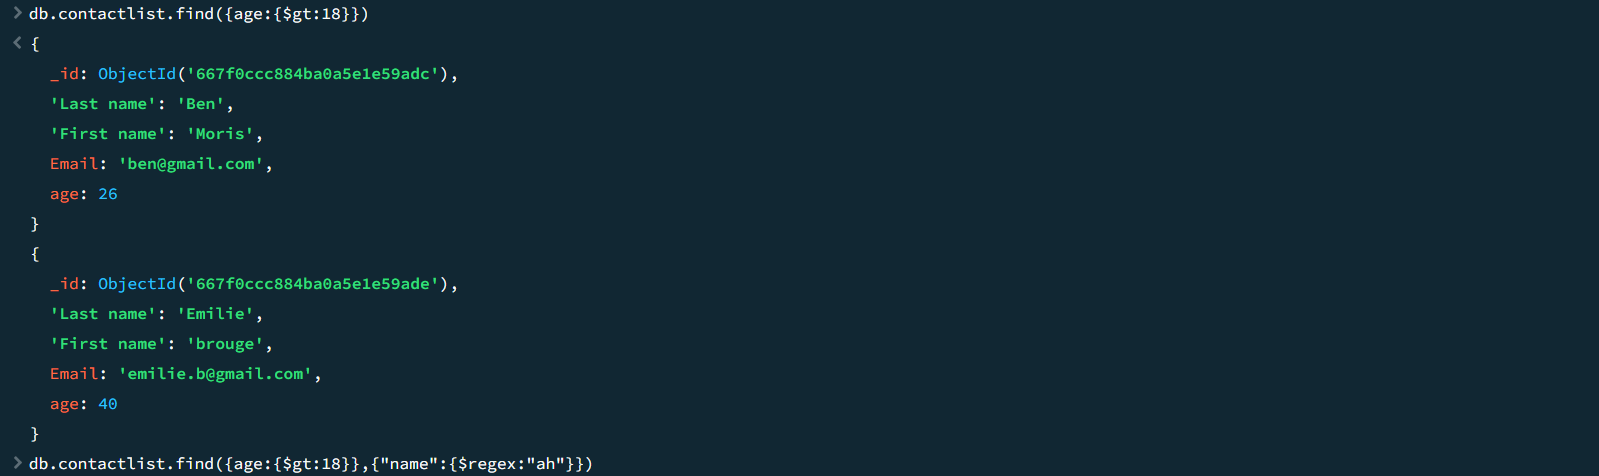 > db.contactlist.find({age:{$gt:18}})
< {
_id: ObjectId('667f0ccc884ba0a5e1e59adc'),
'Last name': 'Ben',
'First name': 'Moris',
Email: 'ben@gmail.com',
age: 26
}
{
_id: ObjectId('667f0ccc884ba0a5e1e59ade'),
'Last name': 'Emilie',
'First name': 'brouge',
Email: 'emilie.b@gmail.com',
age: 40
}
> db.contactlist.find({age:{$gt:18}},{"name":{$regex:"ah"}})